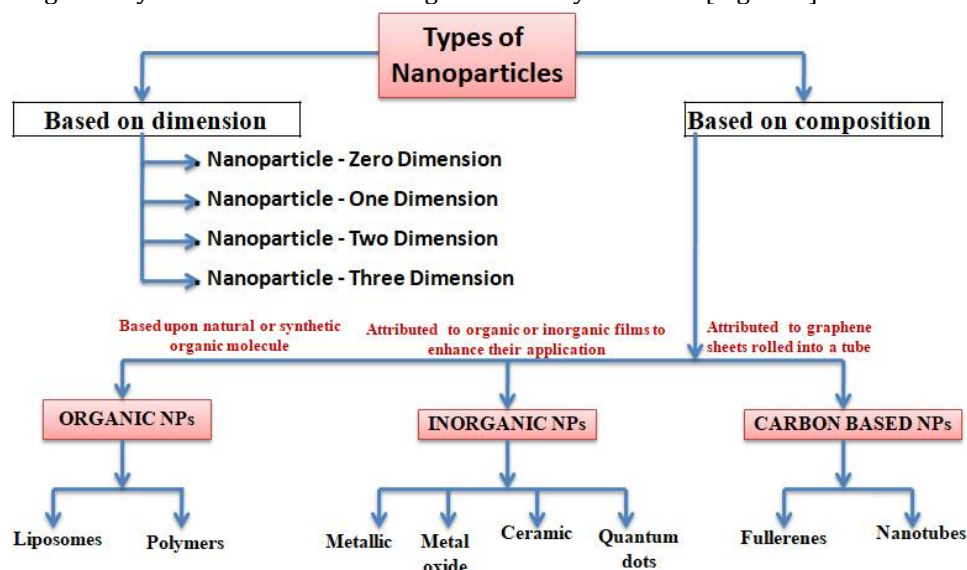 Types of
Nanoparticles
Based on dimension
Based on composition
Nanoparticle - Zero Dimension
Nanoparticle - One Dimension
Nanoparticle - Two Dimension
Nanoparticle - Three Dimension
Based upon natural or synthetic
organic molecule
Attributed to organic or inorganic films to
enhance their application
Attributed to graphene
sheets rolled into a tube
ORGANIC NPs
INORGANIC NPs
CARBON BASED NPs
Liposomes
Polymers
Metallic
Metal
oxide
Ceramic
Quantum
dots
Fullerenes
Nanotubes